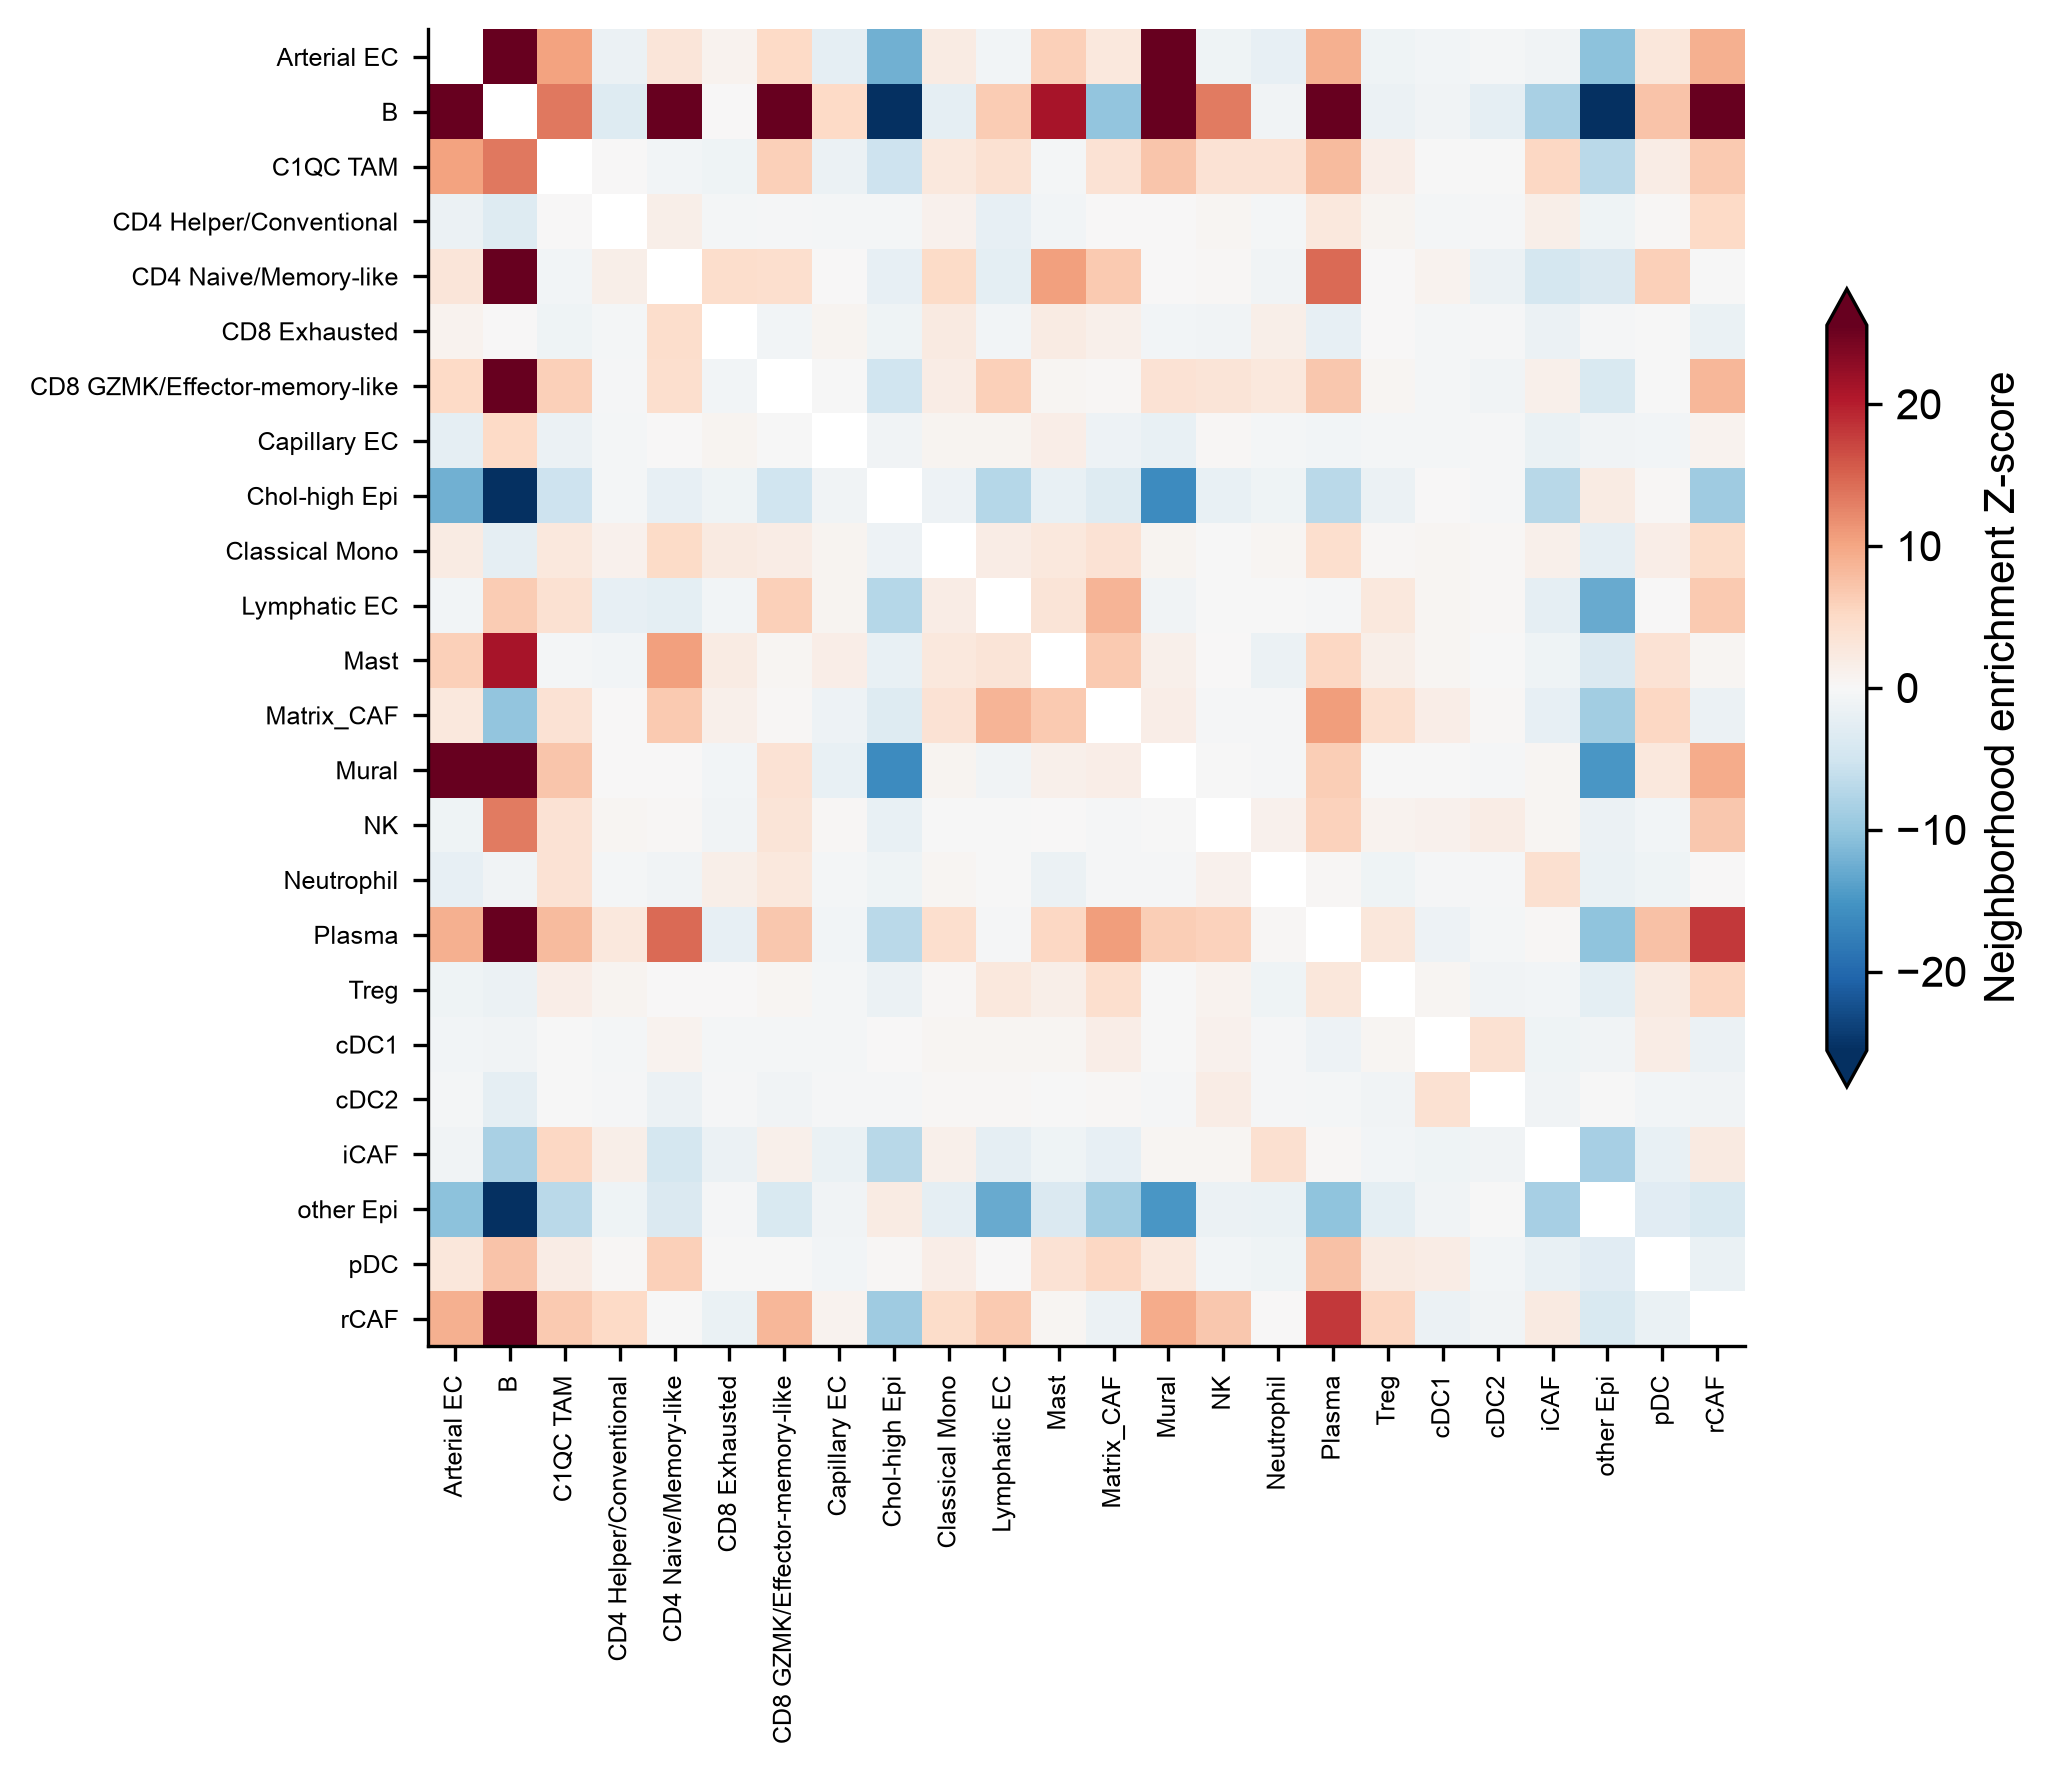 Arterial EC
B
C1QC TAM
CD4 Helper/Conventional
CD4 Naive/Memory-like
CD8 Exhausted
CD8 GZMK/Effector-memory-like
Capillary EC
Chol-high Epi
Classical Mono
Lymphatic EC
Mast
Matrix_CAF
Mural
NK
Neutrophil
Plasma
Treg
cDC1
cDC2
iCAF
other Epi
pDC
rCAF
Arterial EC
B
C1QC TAM
CD4 Helper/Conventional
CD4 Naive/Memory-like
CD8 Exhausted
CD8 GZMK/Effector-memory-like
Capillary EC
Chol-high Epi
Classical Mono
Lymphatic EC
Mast
Matrix_CAF
Mural
NK
Neutrophil
Plasma
Treg
cDC1
cDC2
iCAF
other Epi
pDC
rCAF
20
10
0
−10
−20
Neighborhood enrichment Z-score